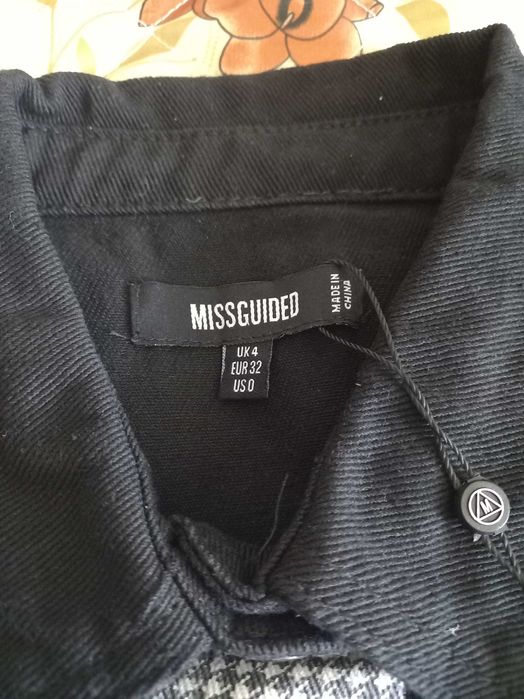 MISSGUIDED
MADE IN
CHINA
UK 4
EUR 32
US 0
M